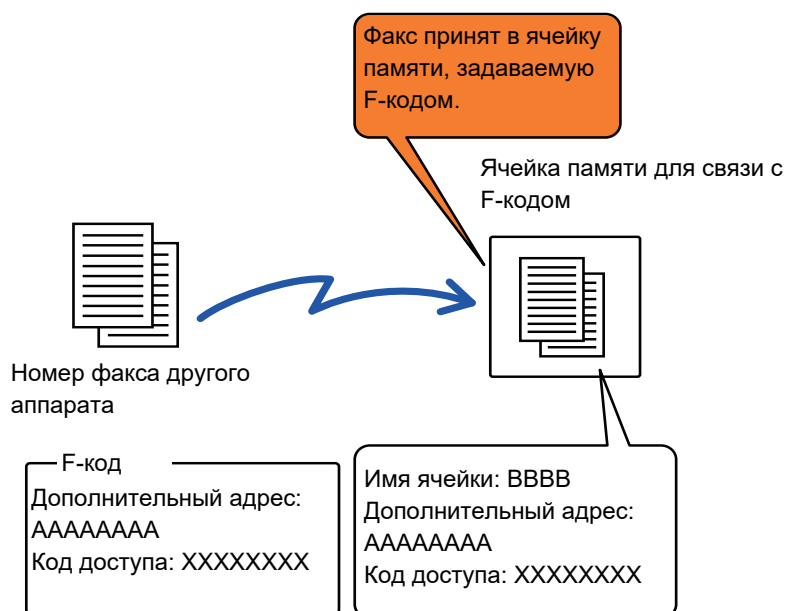 Факс принят в ячейку
памяти, задаваемую
F-кодом.
Ячейка памяти для связи с
F-кодом
Номер факса другого
аппарата
F-код
Дополнительный адрес:
AAAAAAAA
Код доступа: XXXXXXXX
Имя ячейки: BBBB
Дополнительный адрес:
AAAAAAAA
Код доступа: XXXXXXXX